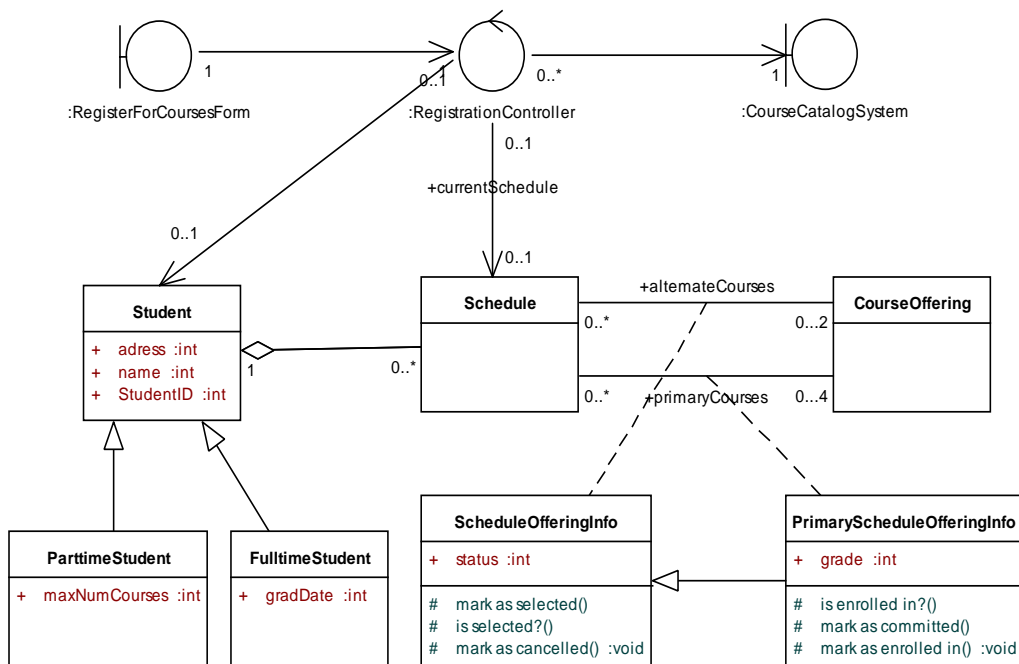 1
0..1
0..*
1
:RegisterForCoursesForm
:RegistrationController
:CourseCatalogSystem
0..1
+currentSchedule
0..1
0..1
Student
+ adress :int
+ name :int
+ StudentID :int
1
0..*
Schedule
+alternateCourses
0..*
0...2
CourseOffering
0..*
+primaryCourses
0...4
ParttimeStudent
+ maxNumCourses :int
FulltimeStudent
+ gradDate :int
ScheduleOfferingInfo
+ status :int
# mark as selected()
# is selected?()
# mark as cancelled() :void
PrimaryScheduleOfferingInfo
+ grade :int
# is enrolled in?()
# mark as committed()
# mark as enrolled in() :void